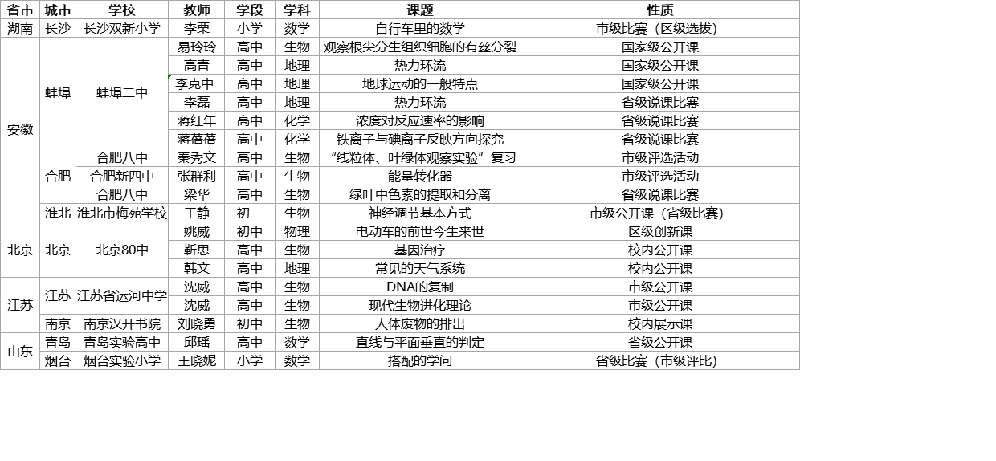 省市 城市 学校 教师 学段 学科 课题 性质
湖南 长沙 长沙双新小学 李栗 小学 数学 自行车里的数学 市级比赛（区级选拔）
易玲玲 高中 生物 观察根尖分生组织细胞的有丝分裂 国家级公开课
高青 高中 地理 热力环流 国家级公开课
李克中 高中 地理 地球运动的一般特点 国家级公开课
蚌埠 蚌埠二中
李磊 高中 地理 热力环流 省级说课比赛
蒋红年 高中 化学 浓度对反应速率的影响 省级说课比赛
安徽
蒋蓓蓓 高中 化学 铁离子与碘离子反映方向探究 省级说课比赛
合肥八中 秦秀文 高中 生物 “线粒体、叶绿体观察实验”复习 市级评选活动
合肥 合肥新四中 张群利 高中 生物 能量转化器 市级评选活动
合肥八中 梁华 高中 生物 绿叶中色素的提取和分离 省级说课比赛
淮北 淮北市梅苑学校 王静 初一 生物 神经调节基本方式 市级公开课（省级比赛）
姚威 初中 物理 电动车的前世今生来世 区级创新课
北京 北京 北京80中 靳思 高中 生物 基因治疗 校内公开课
韩文 高中 地理 常见的天气系统 校内公开课
沈威 高中 生物 DNA的复制 市级公开课
江苏 江苏 江苏省运河中学
沈威 高中 生物 现代生物进化理论 市级公开课
南京 南京汉开书院 刘晓勇 初中 生物 人体废物的排出 校内展示课
山东 青岛 青岛实验高中 邱瑶 高中 数学 直线与平面垂直的判定 省级公开课
烟台 烟台实验小学 王晓妮 小学 数学 搭配的学问 省级比赛（市级评比）